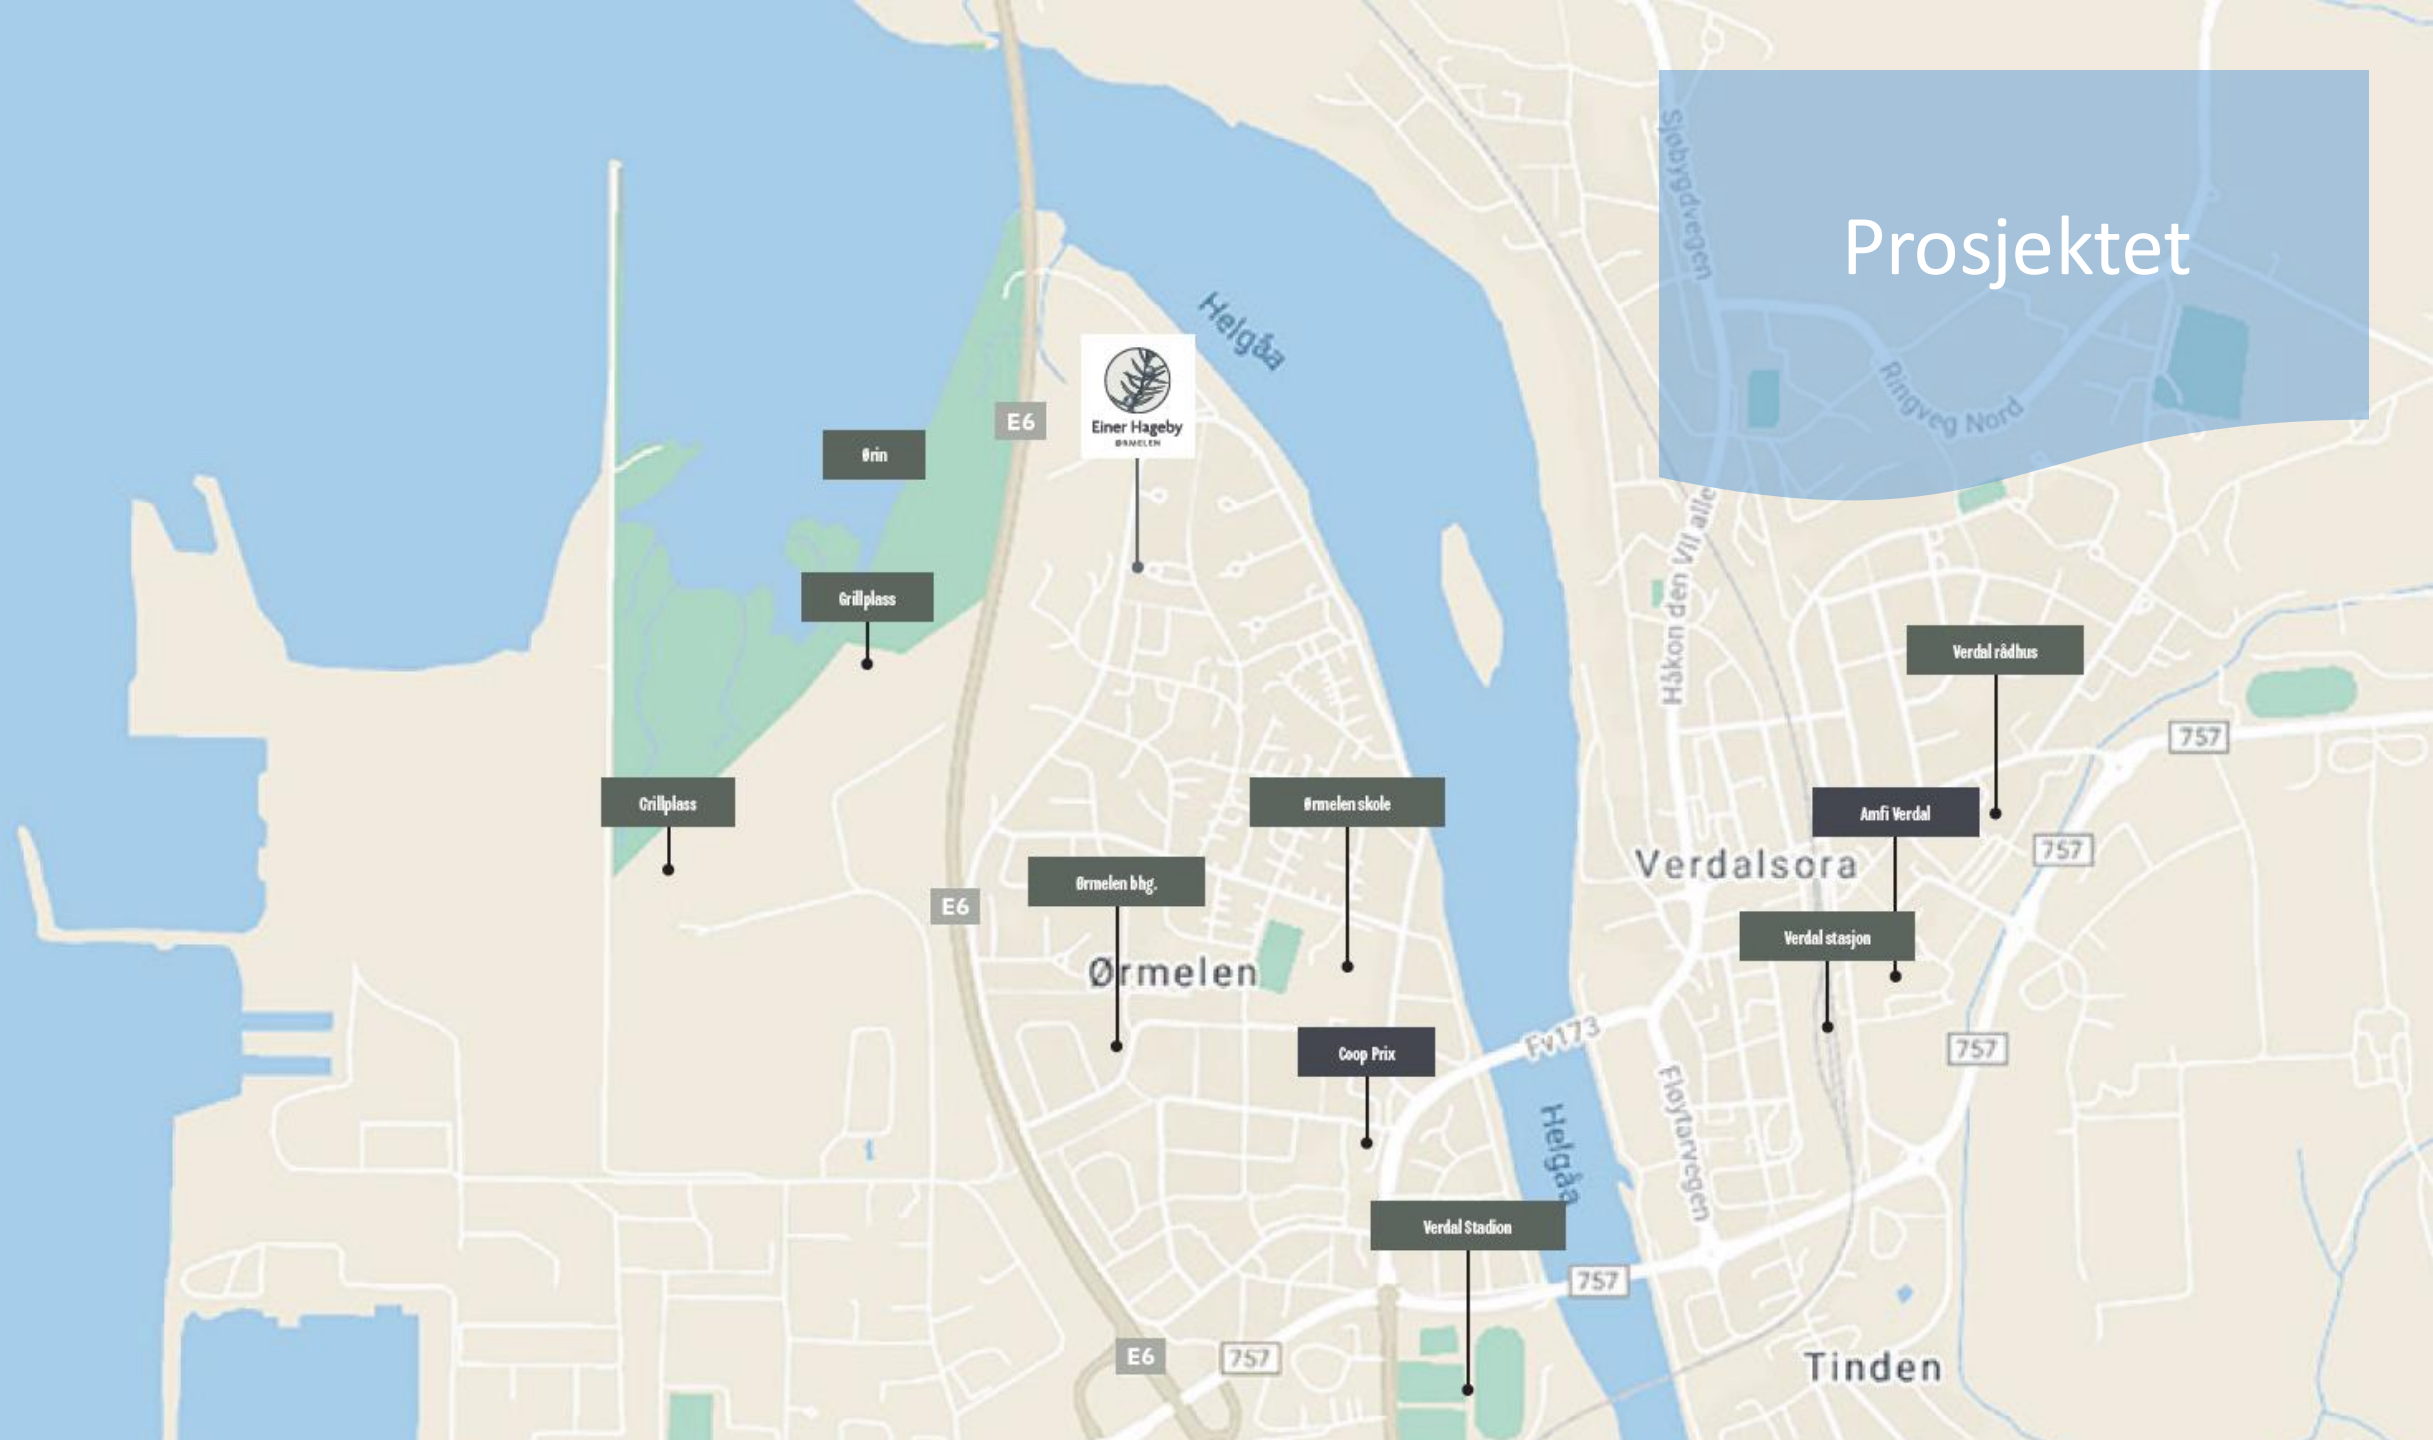 Prosjektet
Sjøbygdvegen
Ringveg Nord
Helgåa
Einer Hageby
ØRMELEN
E6
Ørin
Håkon den VII alle
Grillplass
Verdal rådhus
757
Grillplass
Ørmelen skole
Amfi Verdal
757
Verdalsora
Ørmelen bhg.
E6
Verdal stasjon
Ørmelen
Fv173
Coop Prix
757
Helgåa
Fløytarvegen
Verdal Stadion
757
E6
757
Tinden